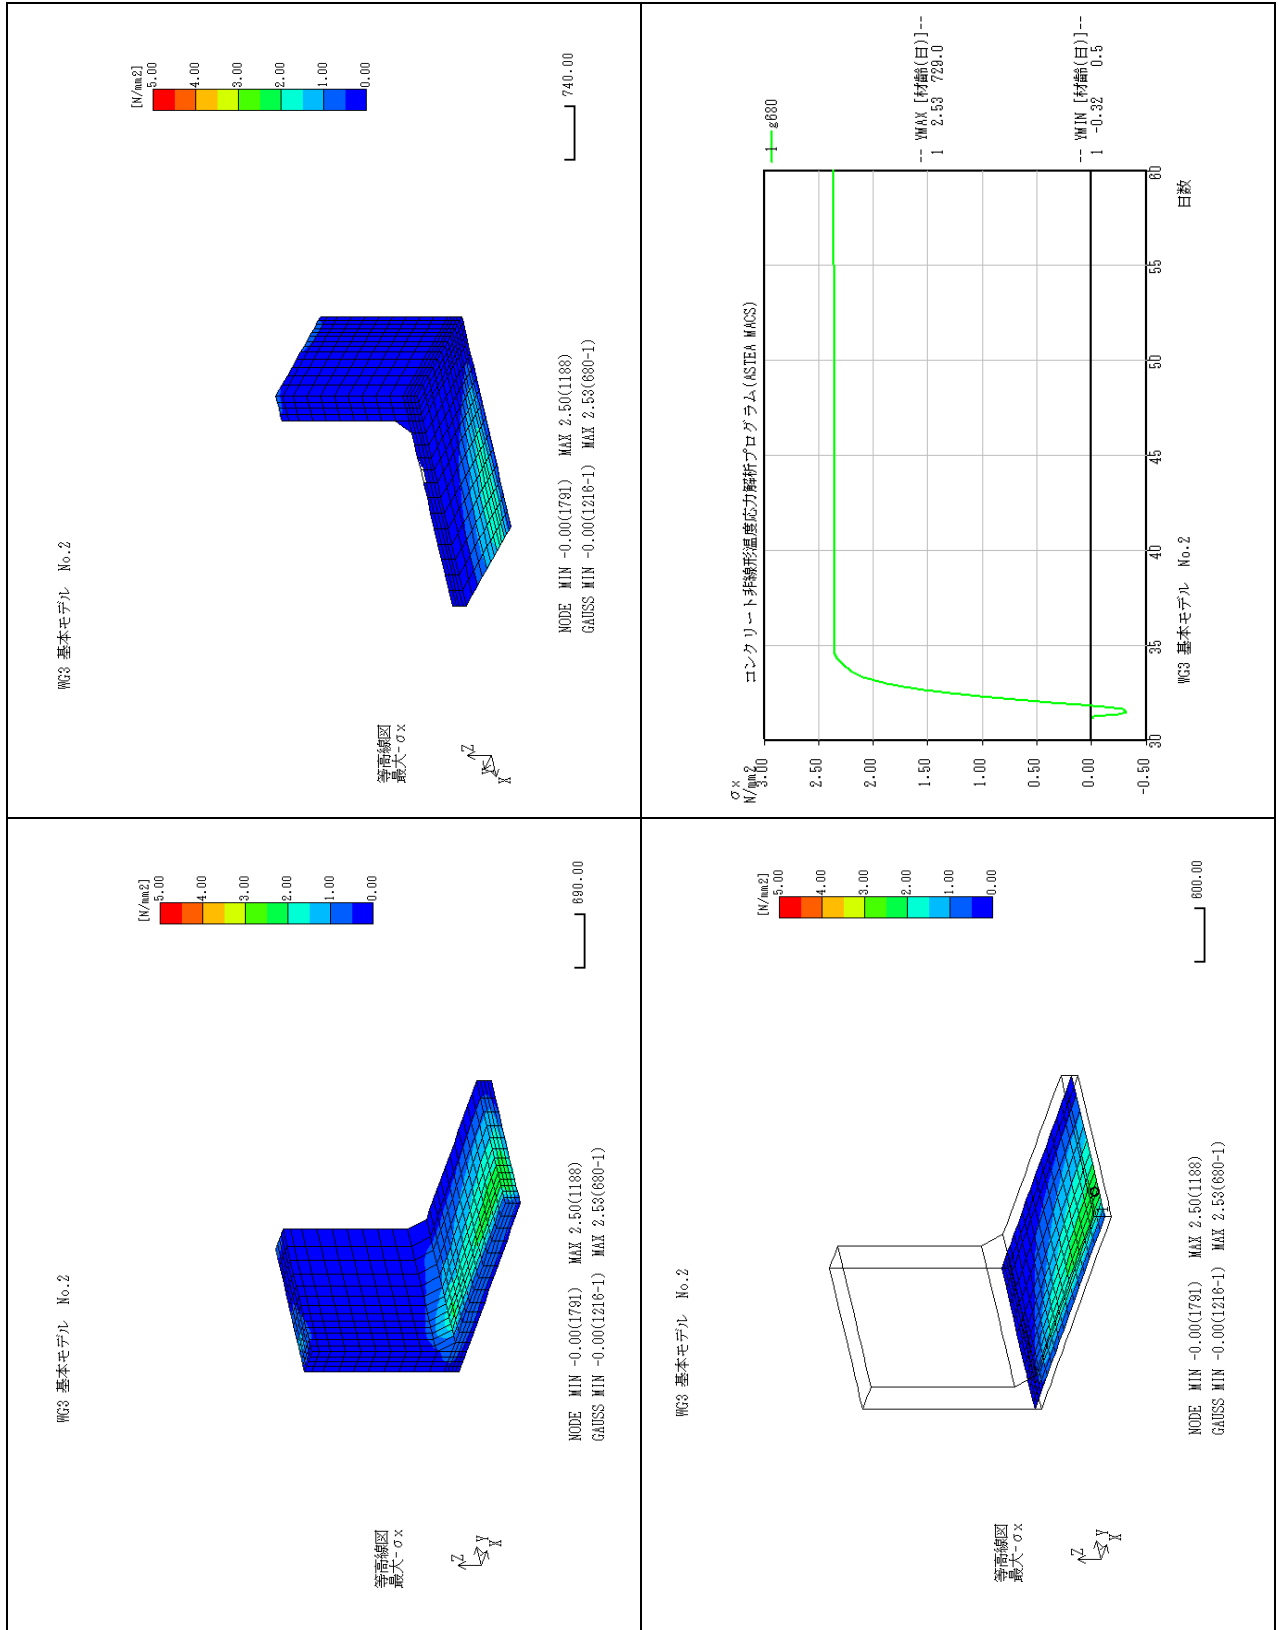 WG3 基本モデル No.2
[N/mm2]
5.00
4.00
3.00
2.00
1.00
0.00
等高線図
最大-σx
Z
Y
X
690.00
NODE MIN -0.00(1791) MAX 2.50(1188)
GAUSS MIN -0.00(1216-1) MAX 2.53(680-1)
WG3 基本モデル No.2
[N/mm2]
5.00
4.00
3.00
2.00
1.00
0.00
等高線図
最大-σx
Z
Y
X
740.00
NODE MIN -0.00(1791) MAX 2.50(1188)
GAUSS MIN -0.00(1216-1) MAX 2.53(680-1)
WG3 基本モデル No.2
[N/mm2]
5.00
4.00
3.00
2.00
1.00
0.00
等高線図
最大-σx
Z
Y
X
600.00
NODE MIN -0.00(1791) MAX 2.50(1188)
GAUSS MIN -0.00(1216-1) MAX 2.53(680-1)
コンクリート非線形温度応力解析プログラム(ASTEA MACS)
σx
N/mm2
3.00
2.50
2.00
1.50
1.00
0.50
0.00
-0.50
30 35 40 45 50 55 60
日数
1 g680
-- YMAX [材齢(日)]--
1 2.53 729.0
-- YMIN [材齢(日)]--
1 -0.32 0.5
WG3 基本モデル No.2